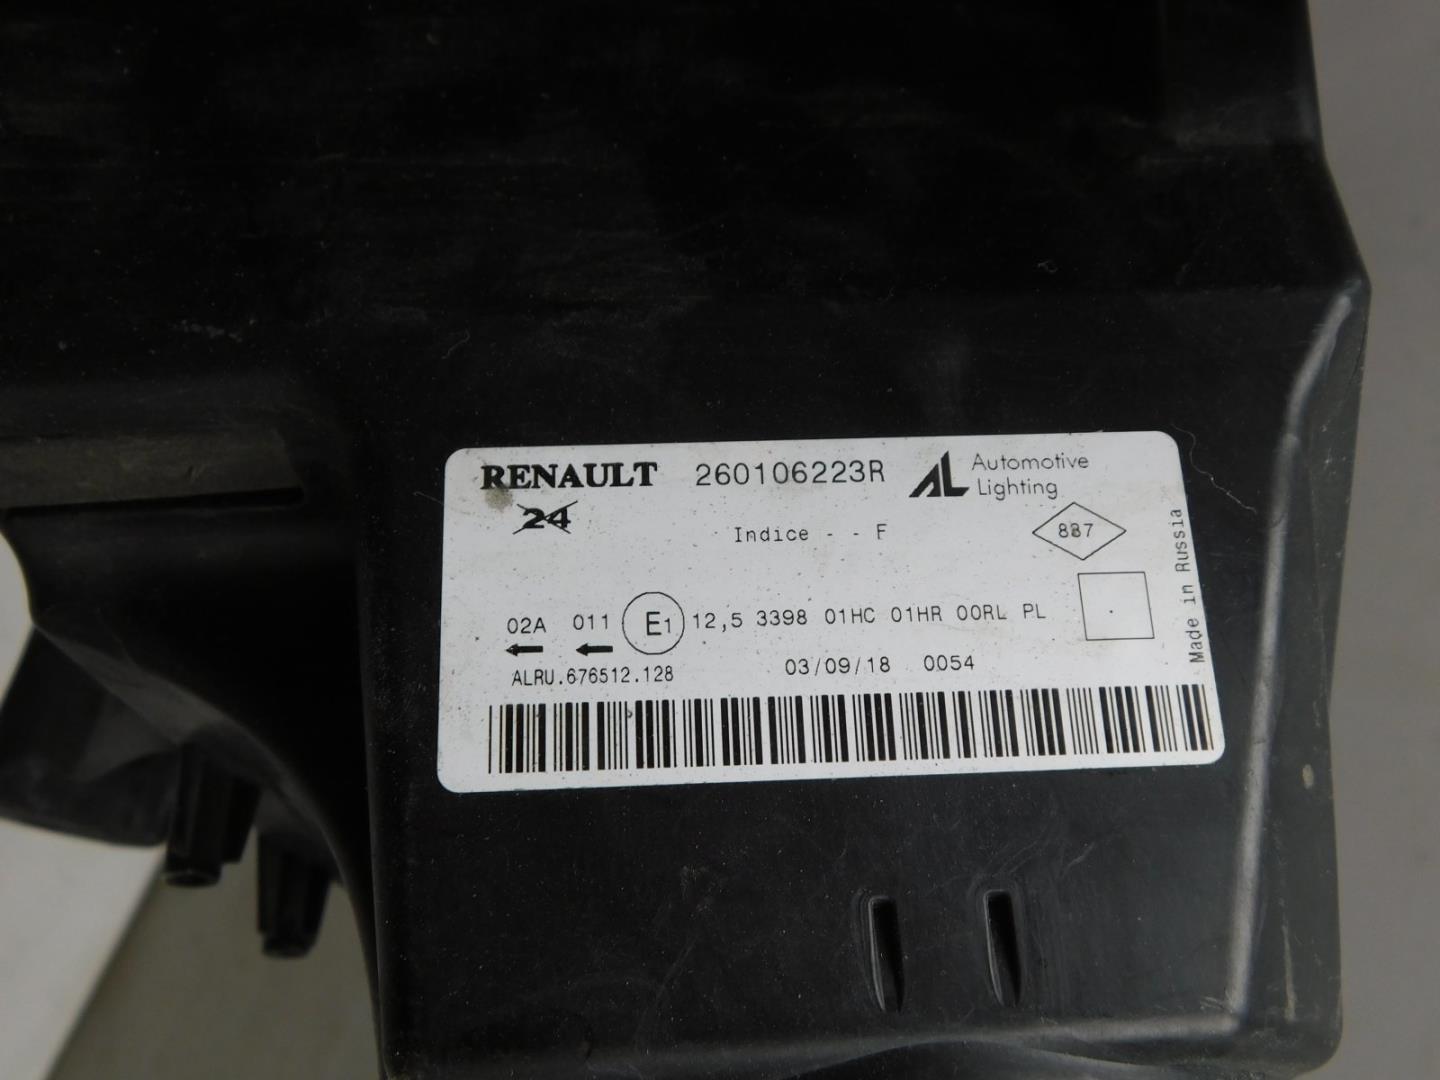 RENAULT 260106223R AL Automotive Lighting
24
Indice - - F
887
02A 011 E1 12,5 3398 01HC 01HR 00RL PL
ALRU.676512.128 03/09/18 0054
Made in Russia